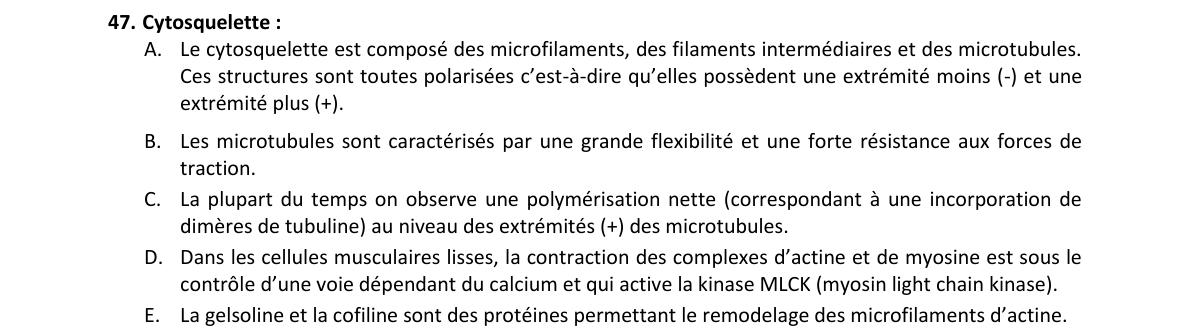 47. Cytosquelette :
A. Le cytosquelette est composé des microfilaments, des filaments intermédiaires et des microtubules.
Ces structures sont toutes polarisées c’est-à-dire qu’elles possèdent une extrémité moins (-) et une
extrémité plus (+).
B. Les microtubules sont caractérisés par une grande flexibilité et une forte résistance aux forces de
traction.
C. La plupart du temps on observe une polymérisation nette (correspondant à une incorporation de
dimères de tubuline) au niveau des extrémités (+) des microtubules.
D. Dans les cellules musculaires lisses, la contraction des complexes d’actine et de myosine est sous le
contrôle d’une voie dépendant du calcium et qui active la kinase MLCK (myosin light chain kinase).
E. La gelsoline et la cofiline sont des protéines permettant le remodelage des microfilaments d’actine.